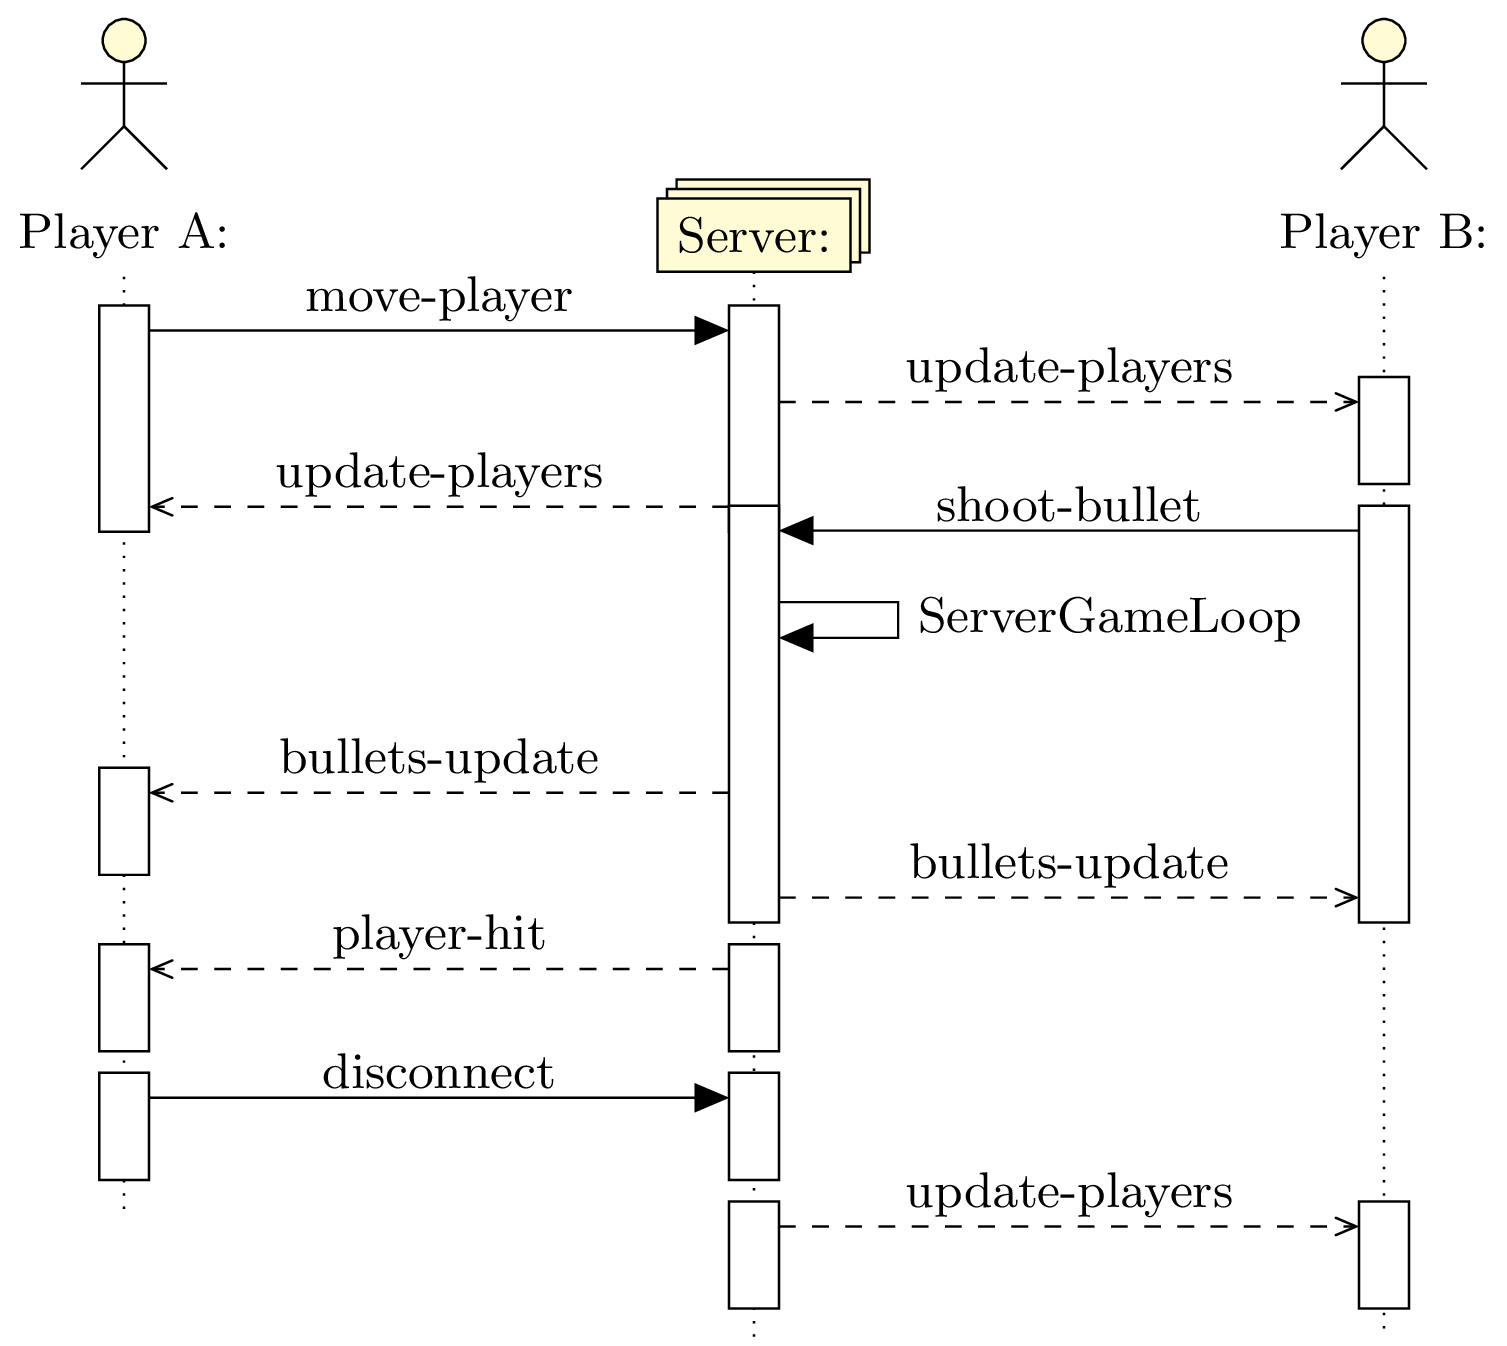 Player A:
Server:
Player B:
move-player
update-players
update-players
shoot-bullet
ServerGameLoop
bullets-update
bullets-update
player-hit
disconnect
update-players